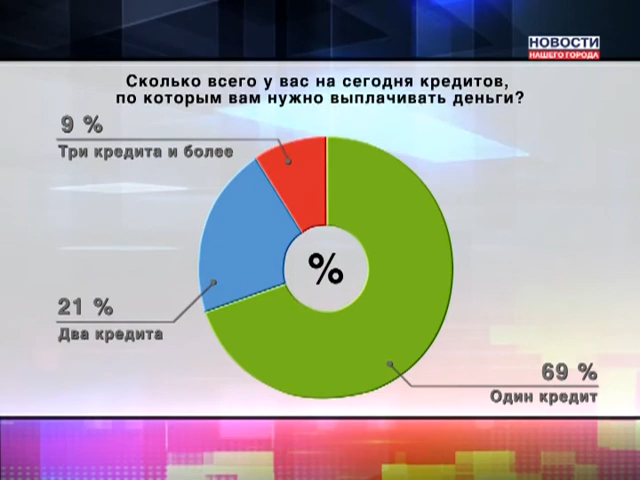 НОВОСТИ
НАШЕГО ГОРОДА
Сколько всего у вас на сегодня кредитов,
по которым вам нужно выплачивать деньги?
9 %
Три кредита и более
%
21 %
Два кредита
69 %
Один кредит